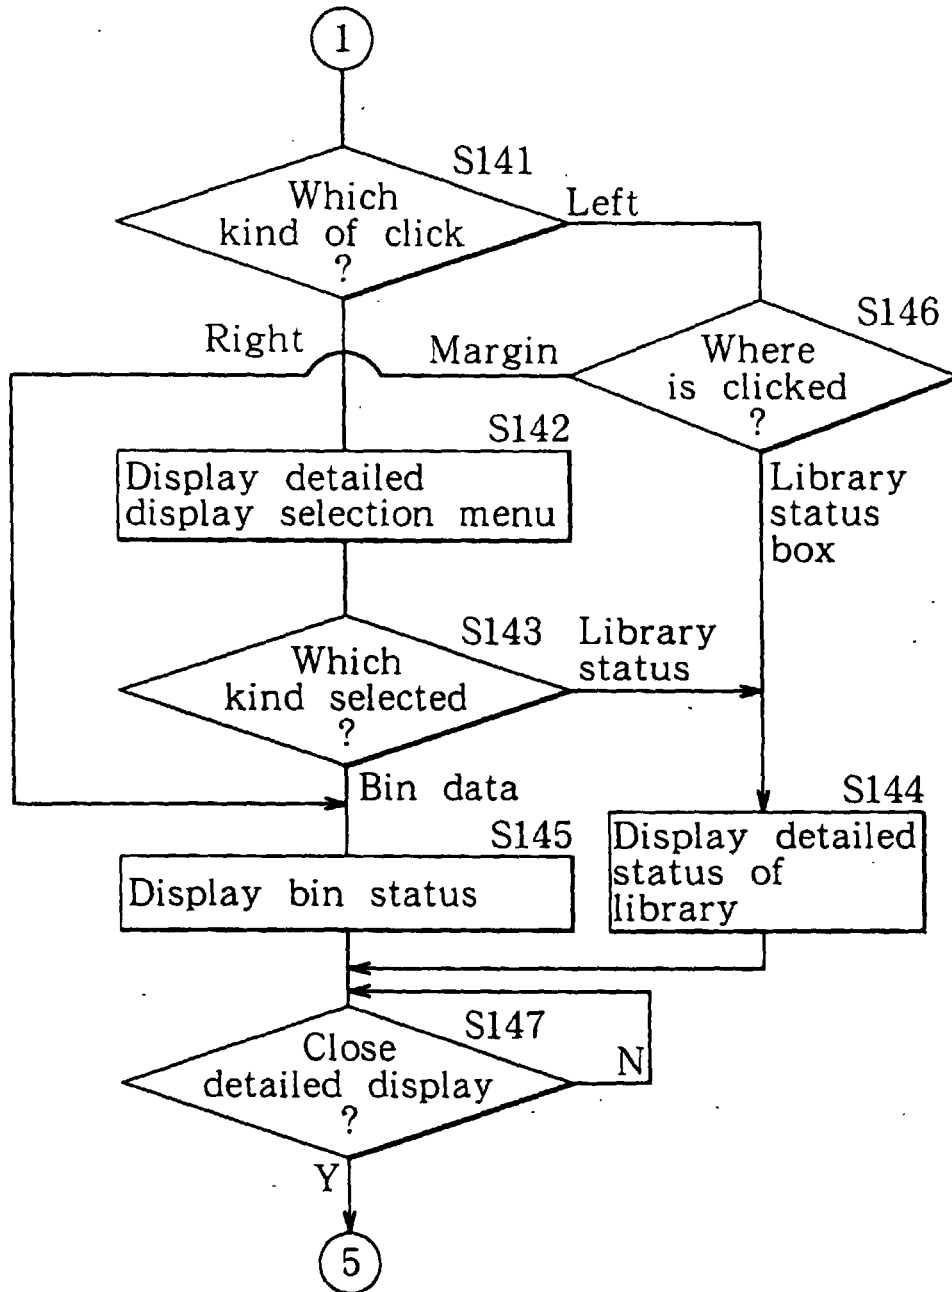 1
S141
Which
kind of click
?
Left
Right
Margin
S146
Where
is clicked
?
S142
Display detailed
display selection menu
Library
status
box
S143
Which
kind selected
?
Library
status
Bin data
S145
Display bin status
S144
Display detailed
status of
library
S147
Close
detailed display
?
N
Y
5